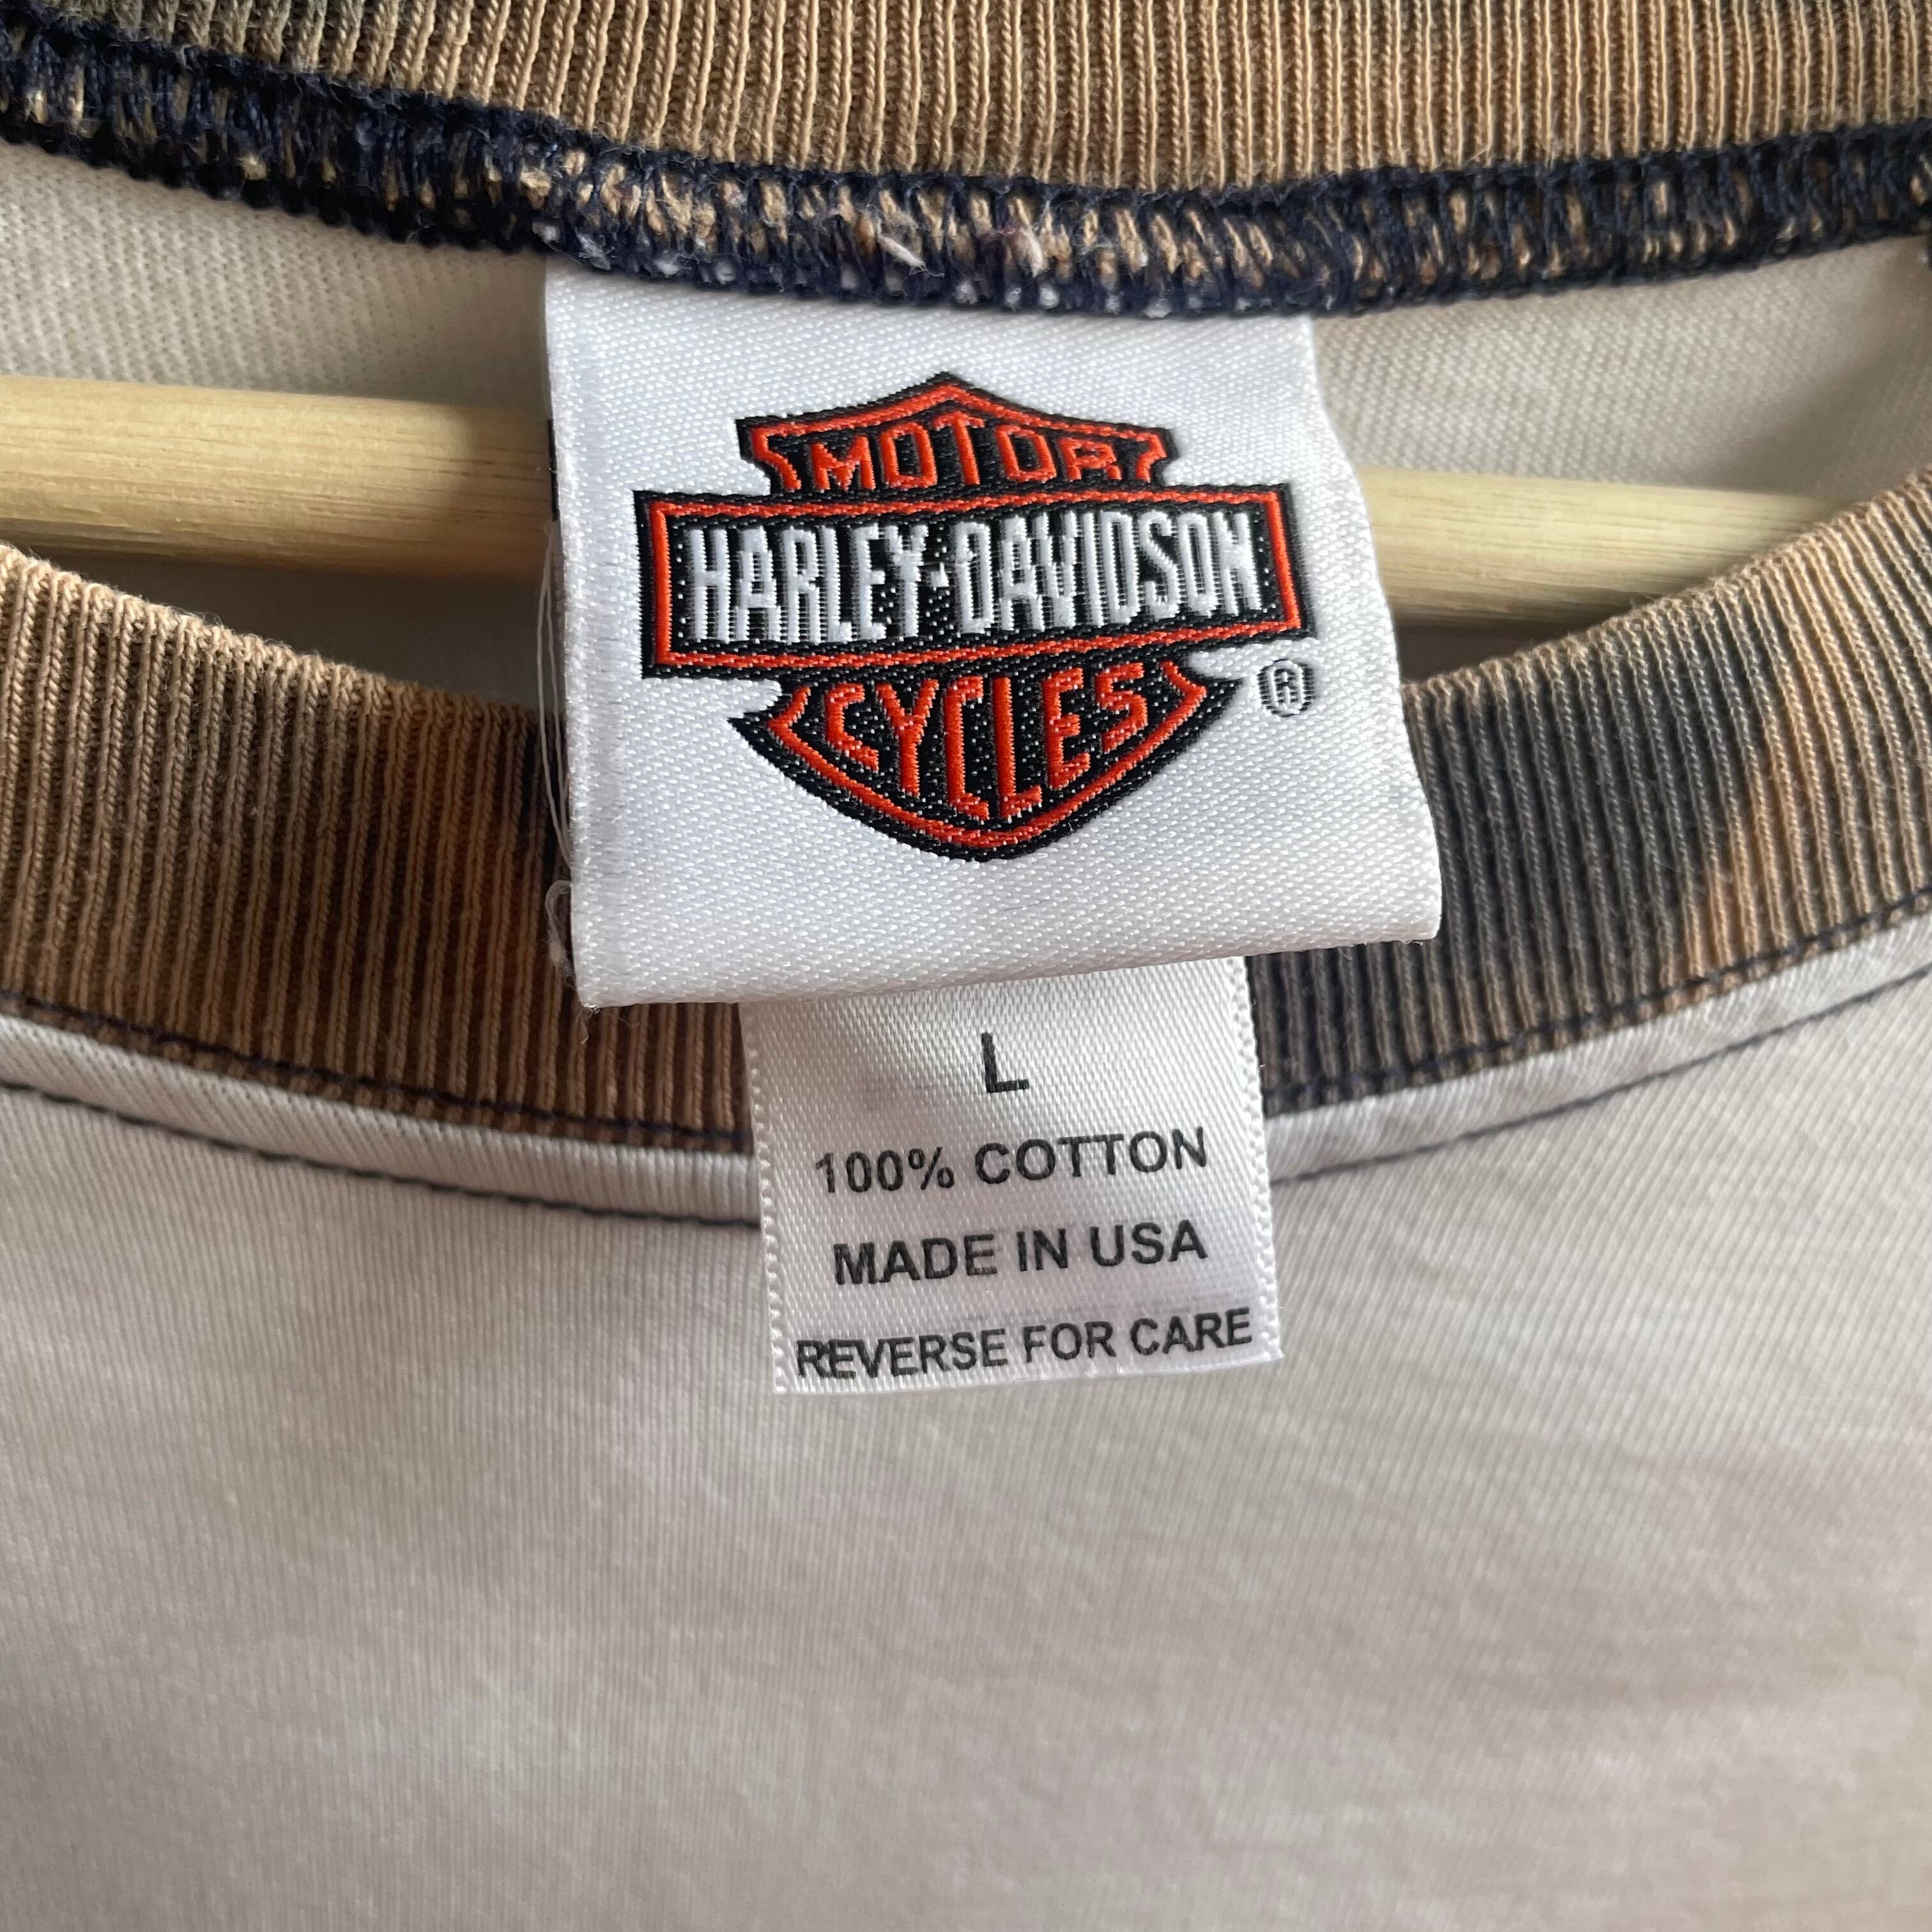 MOTOR
HARLEY-DAVIDSON
CYCLES
®
L
100% COTTON
MADE IN USA
REVERSE FOR CARE